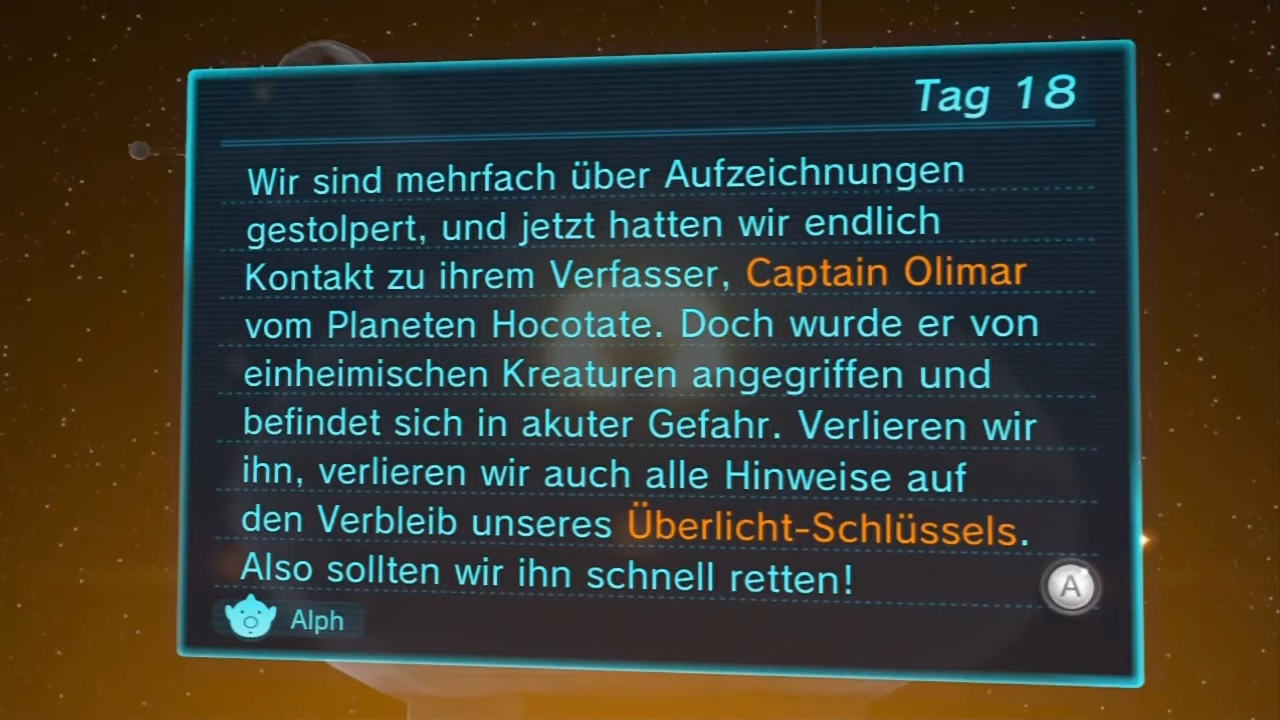 Tag 18
Wir sind mehrfach über Aufzeichnungen
gestolpert, und jetzt hatten wir endlich
Kontakt zu ihrem Verfasser, Captain Olimar
vom Planeten Hocotate. Doch wurde er von
einheimischen Kreaturen angegriffen und
befindet sich in akuter Gefahr. Verlieren wir
ihn, verlieren wir auch alle Hinweise auf
den Verbleib unseres Überlicht-Schlüssels.
Also sollten wir ihn schnell retten!
A
Alph